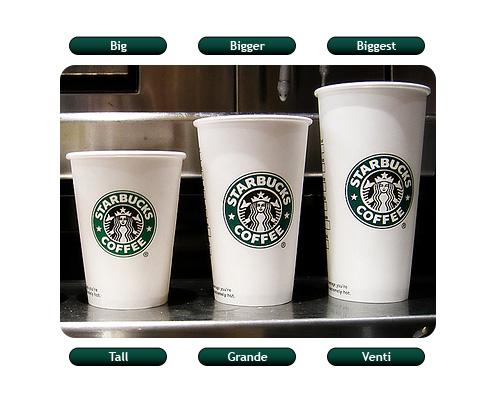 Big
Bigger
Biggest
STARBUCKS
COFFEE
®
STARBUCKS
COFFEE
®
STARBUCKS
COFFEE
®
Tall
Grande
Venti